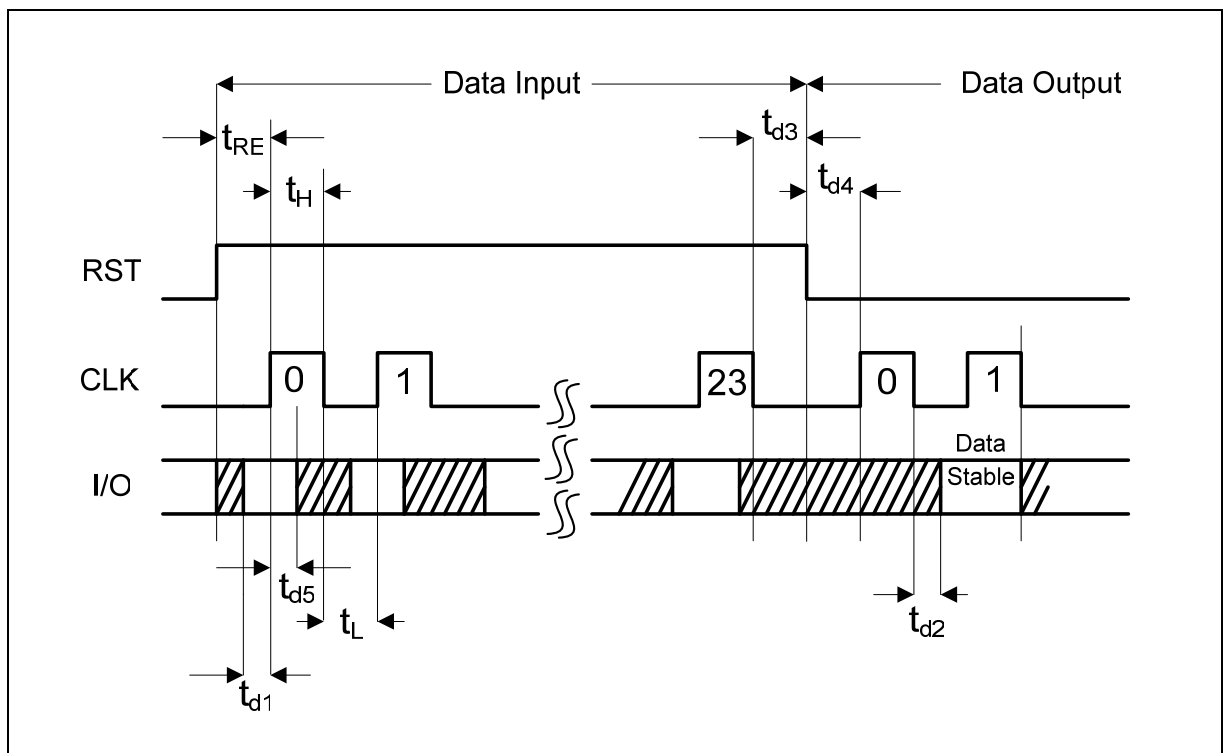 Data Input
Data Output
tRE
td3
tH
td4
RST
CLK
0
1
23
0
1
I/O
Data
Stable
td5
tL
td2
td1